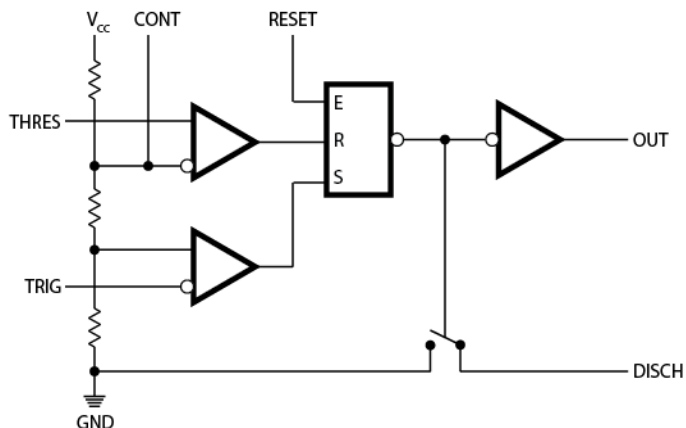 Vcc CONT RESET
THRES
E
R
S
OUT
TRIG
DISCH
GND